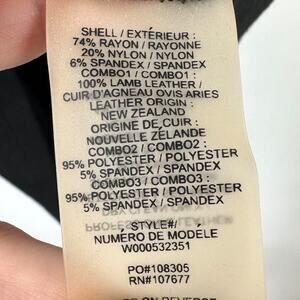 SHELL / EXTÉRIEUR :
74% RAYON / RAYONNE
20% NYLON / NYLON
6% SPANDEX / SPANDEX
COMBO1 / COMBO1 :
100% LAMB LEATHER /
CUIR D'AGNEAU OVIS ARIES
LEATHER ORIGIN :
NEW ZEALAND
ORIGINE DE CUIR :
NOUVELLE ZÉLANDE
COMBO2 / COMBO2 :
95% POLYESTER / POLYESTER
5% SPANDEX / SPANDEX
COMBO3 / COMBO3 :
95% POLYESTER / POLYESTER
5% SPANDEX / SPANDEX
STYLE#/
NUMÉRO DE MODÈLE
W000532351
PO#108305
RN#107677